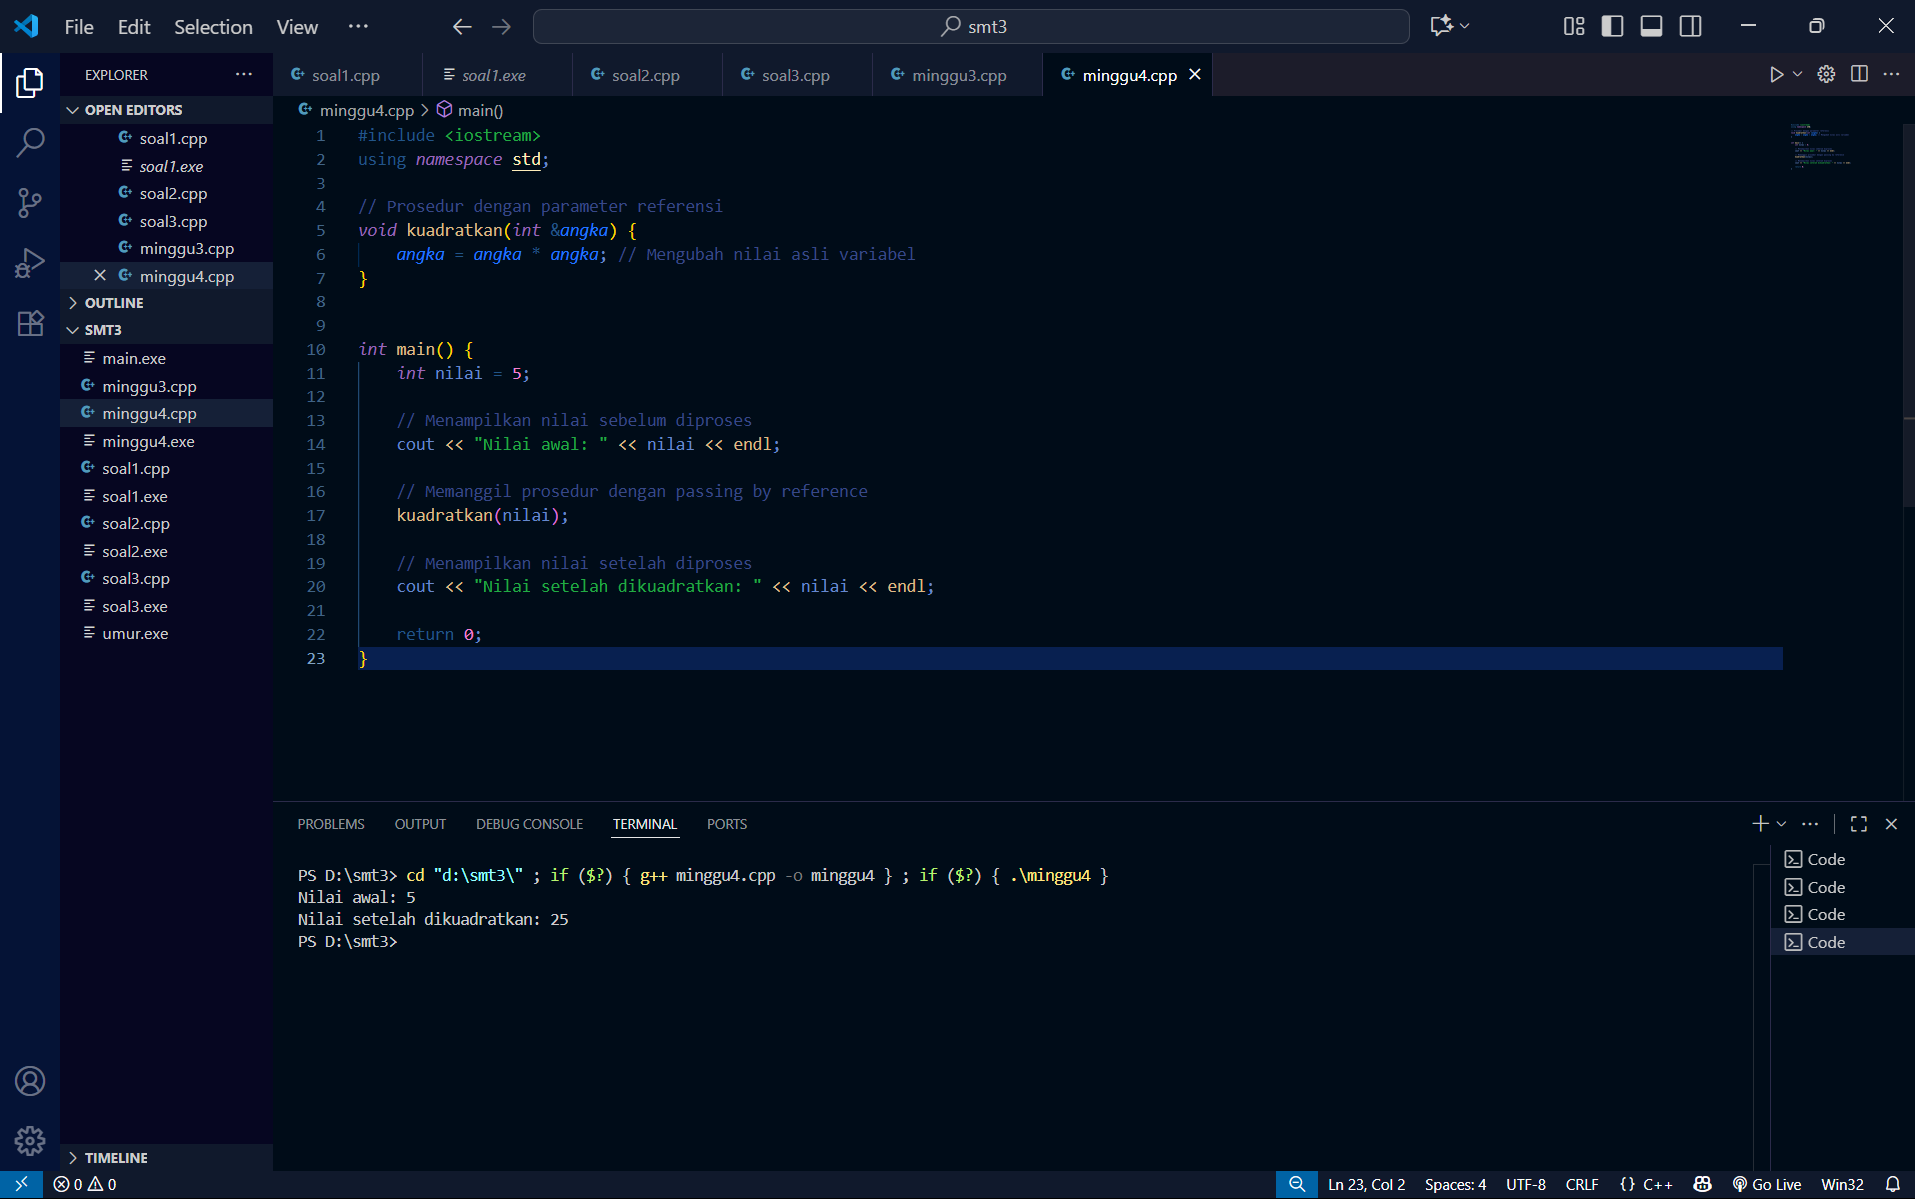 File Edit Selection View ··· smt3
EXPLORER ···
OPEN EDITORS
soal1.cpp
soal1.exe
soal2.cpp
soal3.cpp
minggu3.cpp
minggu4.cpp
OUTLINE
SMT3
main.exe
minggu3.cpp
minggu4.cpp
minggu4.exe
soal1.cpp
soal1.exe
soal2.cpp
soal2.exe
soal3.cpp
soal3.exe
umur.exe
TIMELINE
soal1.cpp soal1.exe soal2.cpp soal3.cpp minggu3.cpp minggu4.cpp
minggu4.cpp > main()
1 #include <iostream>
2 using namespace std;
3
4 // Prosedur dengan parameter referensi
5 void kuadratkan(int &angka) {
6 angka = angka * angka; // Mengubah nilai asli variabel
7 }
8
9
10 int main() {
11 int nilai = 5;
12
13 // Menampilkan nilai sebelum diproses
14 cout << "Nilai awal: " << nilai << endl;
15
16 // Memanggil prosedur dengan passing by reference
17 kuadratkan(nilai);
18
19 // Menampilkan nilai setelah diproses
20 cout << "Nilai setelah dikuadratkan: " << nilai << endl;
21
22 return 0;
23 }
PROBLEMS OUTPUT DEBUG CONSOLE TERMINAL PORTS
PS D:\smt3> cd "d:\smt3\" ; if ($?) { g++ minggu4.cpp -o minggu4 } ; if ($?) { .\minggu4 }
Nilai awal: 5
Nilai setelah dikuadratkan: 25
PS D:\smt3>
Code
Code
Code
Code
0 0 Ln 23, Col 2 Spaces: 4 UTF-8 CRLF {} C++ Go Live Win32